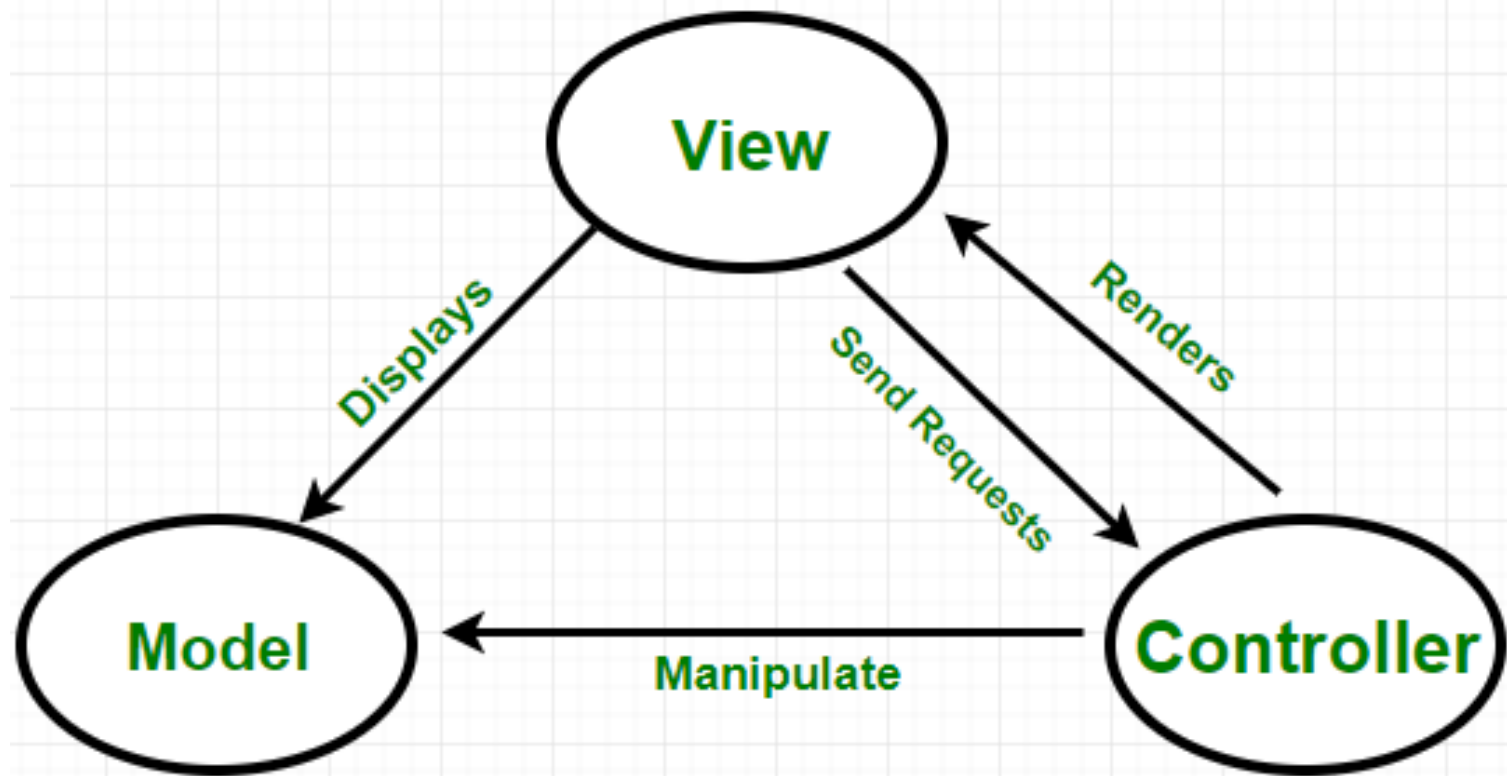 View
Displays
Send Requests
Renders
Model
Manipulate
Controller